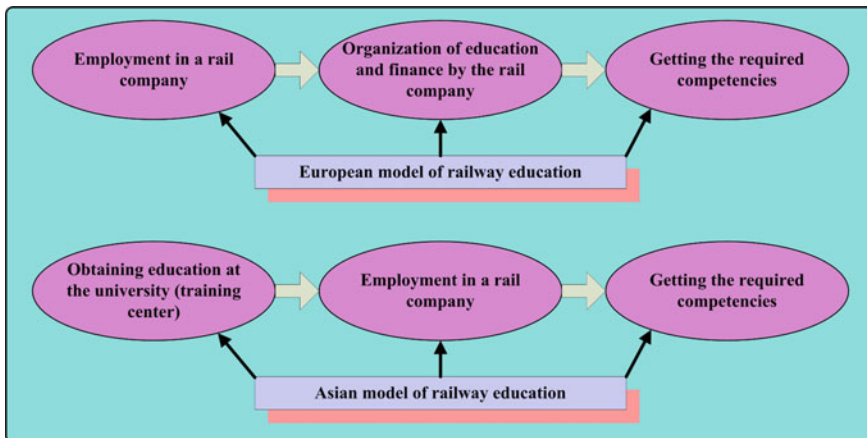 Employment in a rail
company
Organization of education
and finance by the rail
company
Getting the required
competencies
European model of railway education
Obtaining education at
the university (training
center)
Employment in a rail
company
Getting the required
competencies
Asian model of railway education